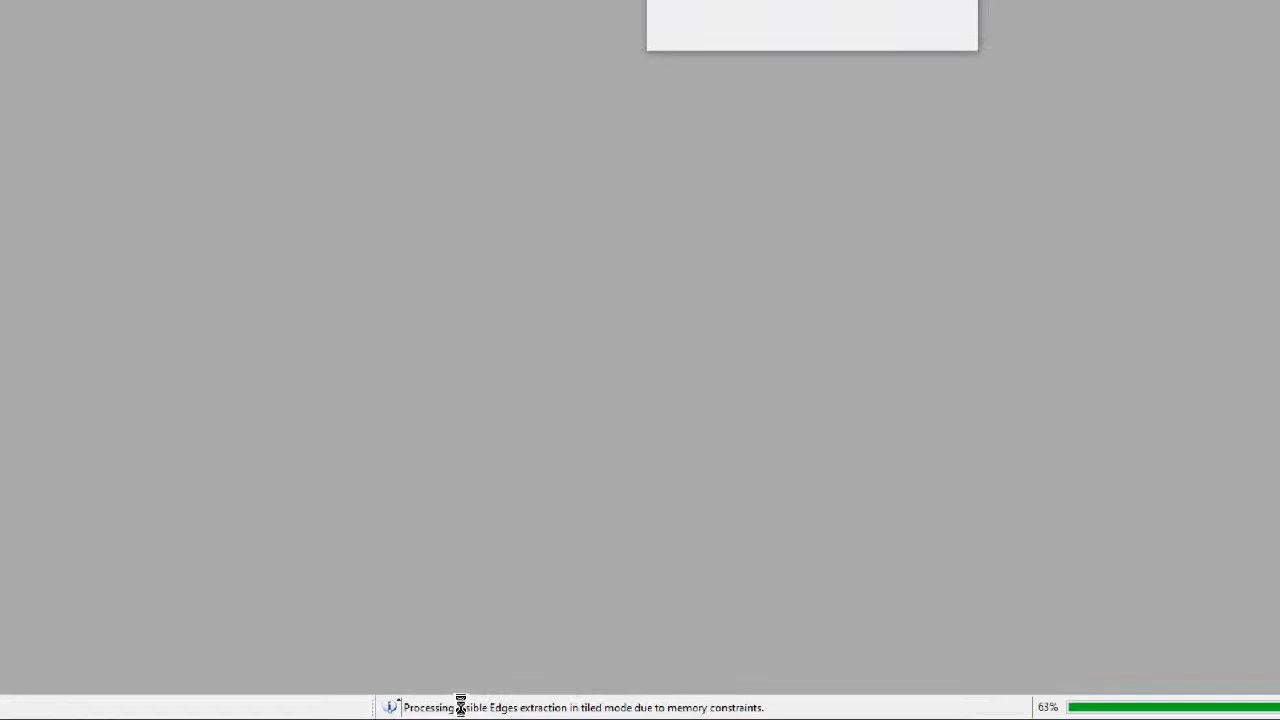 Processing Edges extraction in tiled mode due to memory constraints.
63%